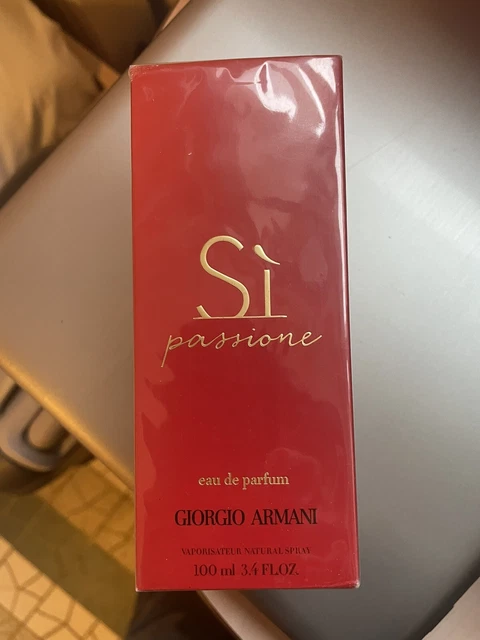 Sì
passione
eau de parfum
GIORGIO ARMANI
VAPORISATEUR NATURAL SPRAY
100 ml 3.4 FL.OZ.